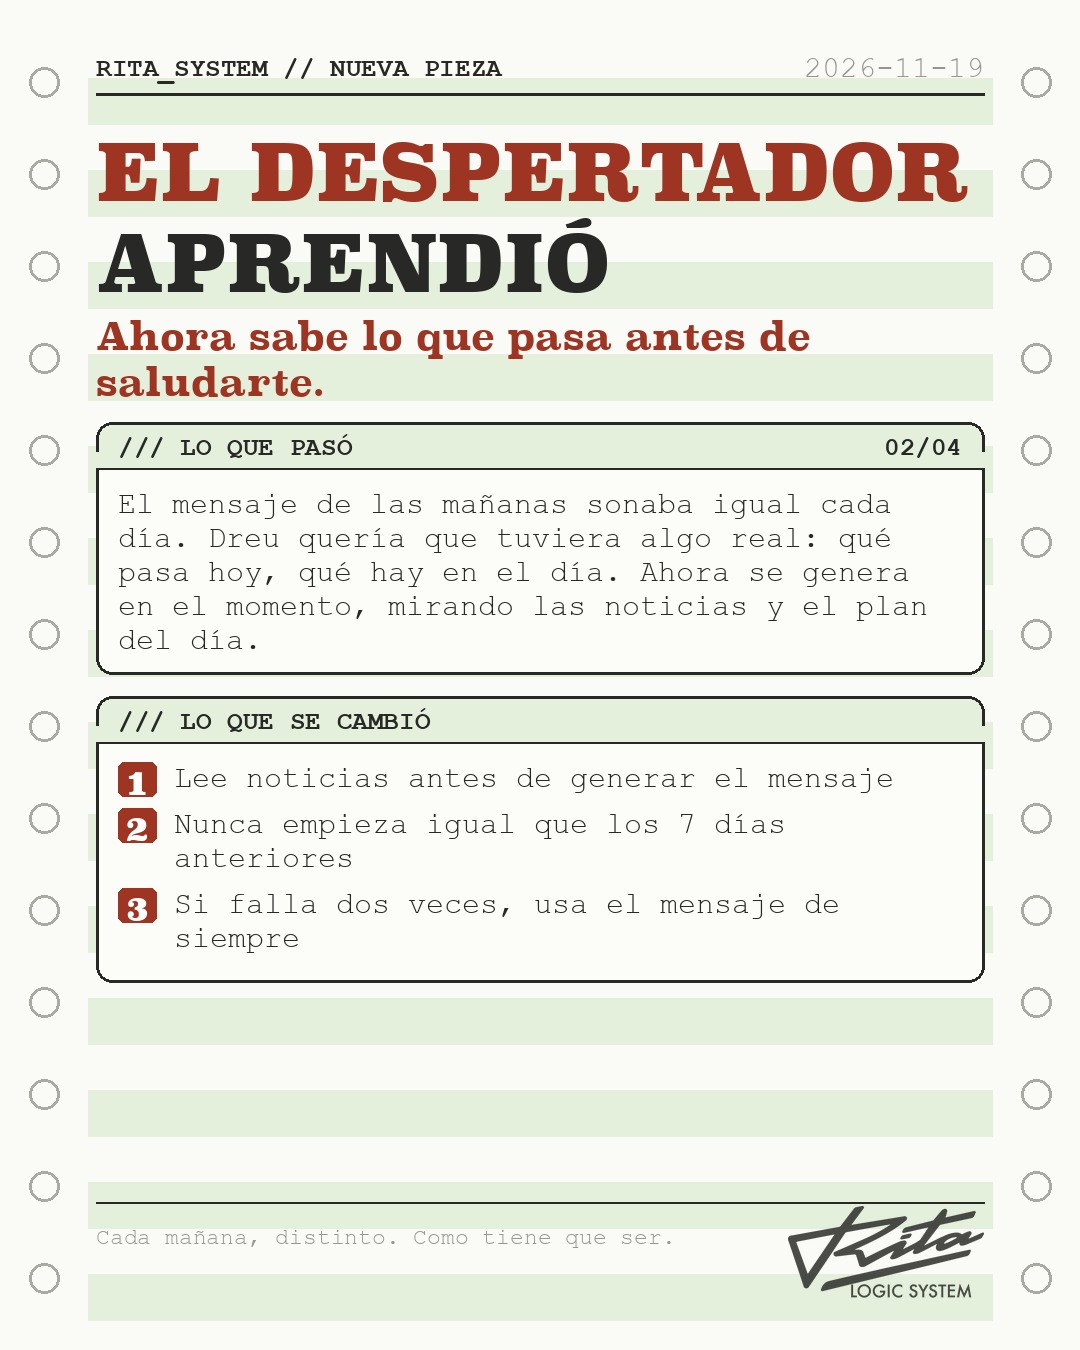 RITA_SYSTEM // NUEVA PIEZA
2026-11-19
EL DESPERTADOR
APRENDIÓ
Ahora sabe lo que pasa antes de
saludarte.
/// LO QUE PASÓ
02/04
El mensaje de las mañanas sonaba igual cada
día. Dreu quería que tuviera algo real: qué
pasa hoy, qué hay en el día. Ahora se genera
en el momento, mirando las noticias y el plan
del día.
/// LO QUE SE CAMBIÓ
1 Lee noticias antes de generar el mensaje
2 Nunca empieza igual que los 7 días
anteriores
3 Si falla dos veces, usa el mensaje de
siempre
Cada mañana, distinto. Como tiene que ser.
Rita
LOGIC SYSTEM